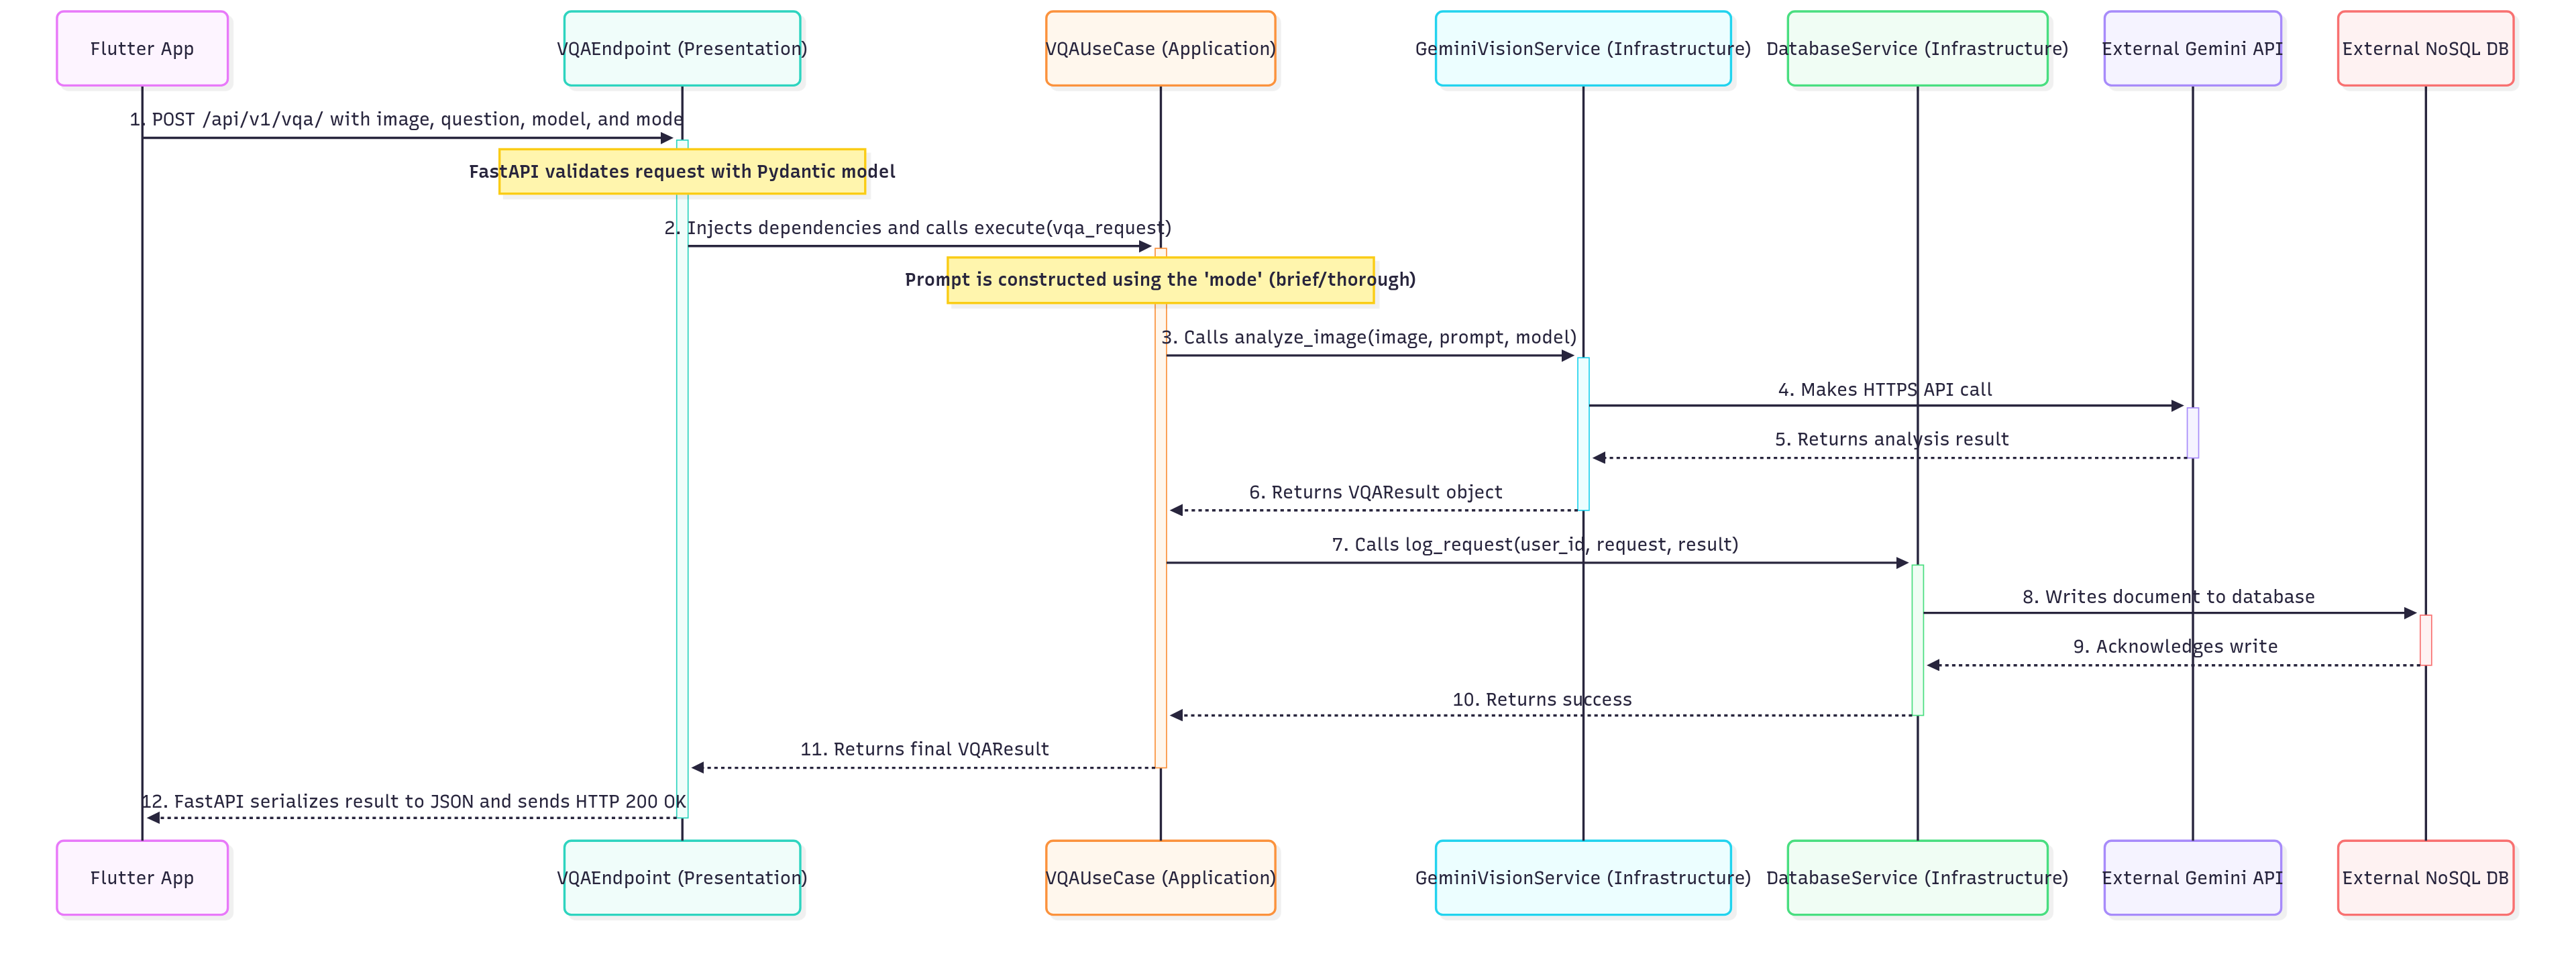 Flutter App
VQAEndpoint (Presentation)
VQAUseCase (Application)
GeminiVisionService (Infrastructure)
DatabaseService (Infrastructure)
External Gemini API
External NoSQL DB
1. POST /api/v1/vqa/ with image, question, model, and mode
FastAPI validates request with Pydantic model
2. Injects dependencies and calls execute(vqa_request)
Prompt is constructed using the 'mode' (brief/thorough)
3. Calls analyze_image(image, prompt, model)
4. Makes HTTPS API call
5. Returns analysis result
6. Returns VQAResult object
7. Calls log_request(user_id, request, result)
8. Writes document to database
9. Acknowledges write
10. Returns success
11. Returns final VQAResult
12. FastAPI serializes result to JSON and sends HTTP 200 OK
Flutter App
VQAEndpoint (Presentation)
VQAUseCase (Application)
GeminiVisionService (Infrastructure)
DatabaseService (Infrastructure)
External Gemini API
External NoSQL DB